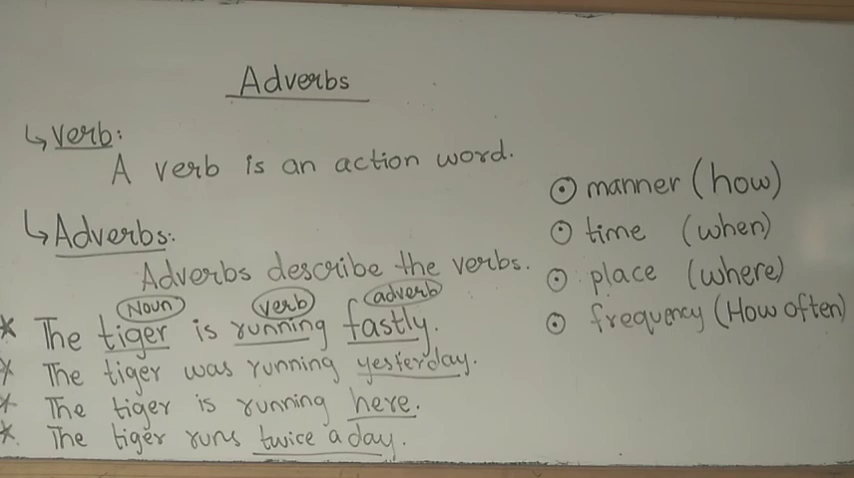 Adverbs
↳ verb:
A verb is an action word.
↳ Adverbs:
Adverbs describe the verbs.
Noun verb adverb
* The tiger is running fastly.
* The tiger was running yesterday.
* The tiger is running here.
* The tiger runs twice a day.
⊙ manner (how)
⊙ time (when)
⊙ place (where)
⊙ frequency (How often)